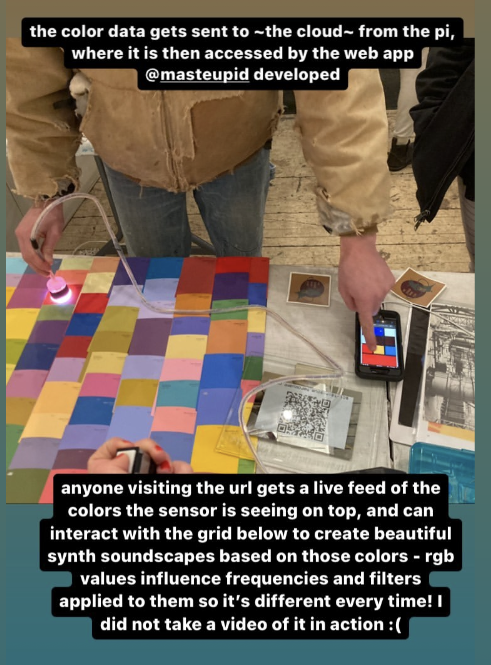 the color data gets sent to ~the cloud~ from the pi,
where it is then accessed by the web app
@masteupid developed
anyone visiting the url gets a live feed of the
colors the sensor is seeing on top, and can
interact with the grid below to create beautiful
synth soundscapes based on those colors - rgb
values influence frequencies and filters
applied to them so it’s different every time! I
did not take a video of it in action :(